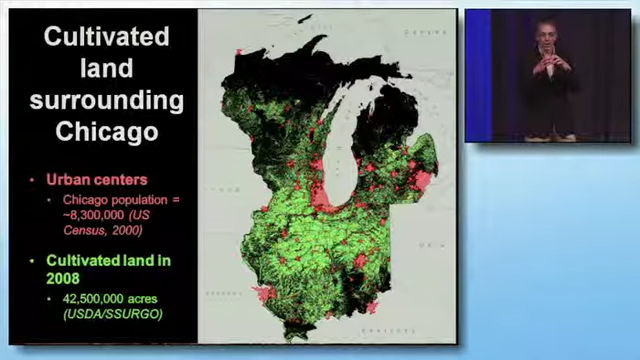 Cultivated
land
surrounding
Chicago
• Urban centers
• Chicago population =
~8,300,000 (US
Census, 2000)
• Cultivated land in
2008
• 42,500,000 acres
(USDA/SSURGO)